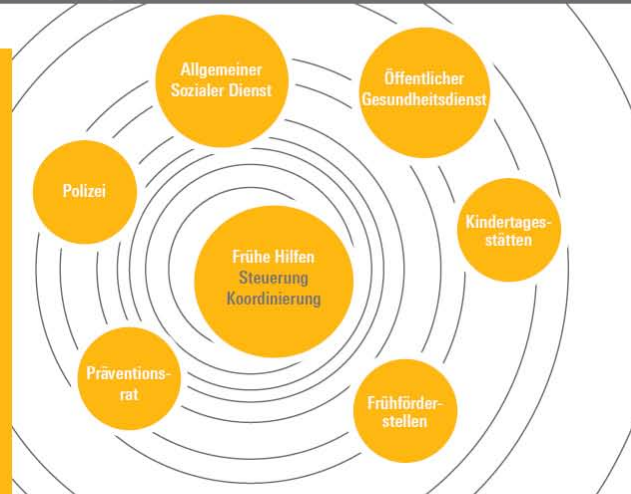 Allgemeiner
Sozialer Dienst
Öffentlicher
Gesundheitsdienst
Polizei
Kindertages-
stätten
Frühe Hilfen
Steuerung
Koordinierung
Präventions-
rat
Frühförder-
stellen